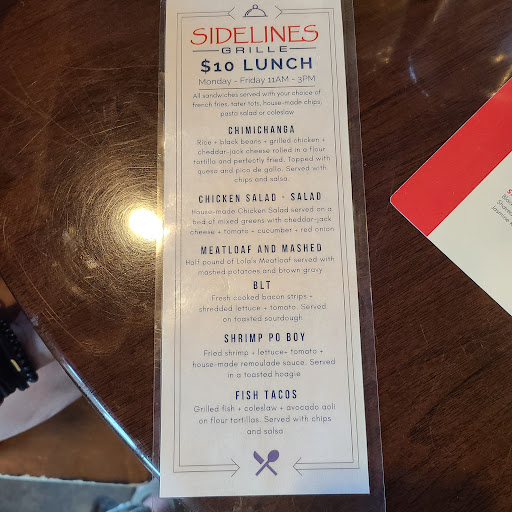 SIDELINES
GRILLE
$10 LUNCH
Monday - Friday 11AM - 3PM
All sandwiches served with your choice of
french fries, tater tots, house-made chips,
pasta salad or coleslaw
CHIMICHANGA
Rice + black beans + grilled chicken +
cheddar-jack cheese rolled in a flour
tortilla and perfectly fried. Topped with
queso and pico de gallo. Served with
chips and salsa.
CHICKEN SALAD - SALAD
House-made Chicken Salad served on a
bed of mixed greens with cheddar-jack
cheese + tomato + cucumber + red onion
MEATLOAF AND MASHED
Half pound of Lola's Meatloaf served with
mashed potatoes and brown gravy
BLT
Fresh cooked bacon strips +
shredded lettuce + tomato. Served
on toasted sourdough
SHRIMP PO BOY
Fried shrimp + lettuce+ tomato +
house-made remoulade sauce. Served
in a toasted hoagie
FISH TACOS
Grilled fish + coleslaw + avocado aoli
on flour tortillas. Served with chips
and salsa